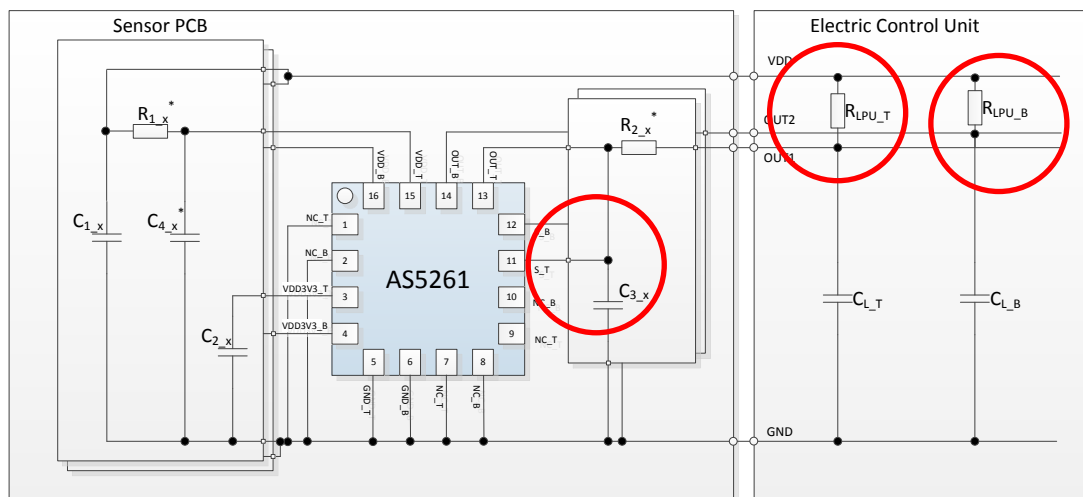 Sensor PCB
Electric Control Unit
VDD
R1_x*
R2_x*
RLPU_T
RLPU_B
OUT2
OUT1
VDD_B
VDD_T
OUT_B
OUT_T
16
15
14
13
C1_x
C4_x*
NC_T
1
12
_B
NC_B
2
11
S_T
AS5261
C3_x
VDD3V3_T
3
10
NC_B
CL_T
CL_B
VDD3V3_B
4
9
NC_T
C2_x
5
6
7
8
GND_T
GND_B
NC_T
NC_B
GND